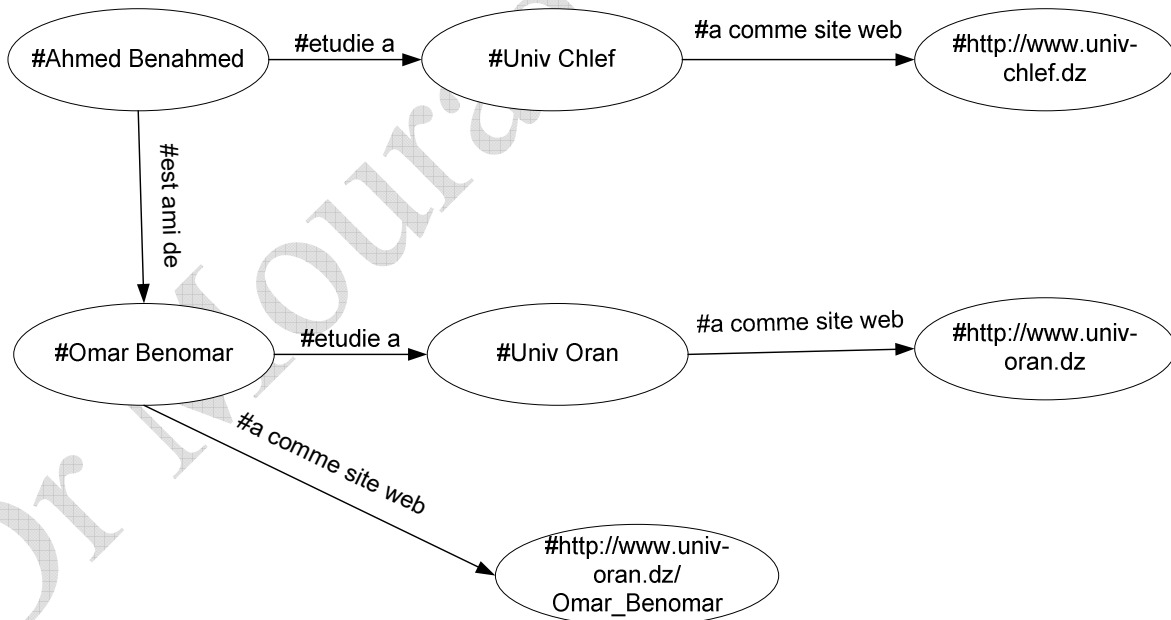 #Ahmed Benahmed
#etudie a
#Univ Chlef
#a comme site web
#http://www.univ-
chlef.dz
#est ami de
#Omar Benomar
#etudie a
#Univ Oran
#a comme site web
#http://www.univ-
oran.dz
#a comme site web
#http://www.univ-
oran.dz/
Omar_Benomar
Dr Moura